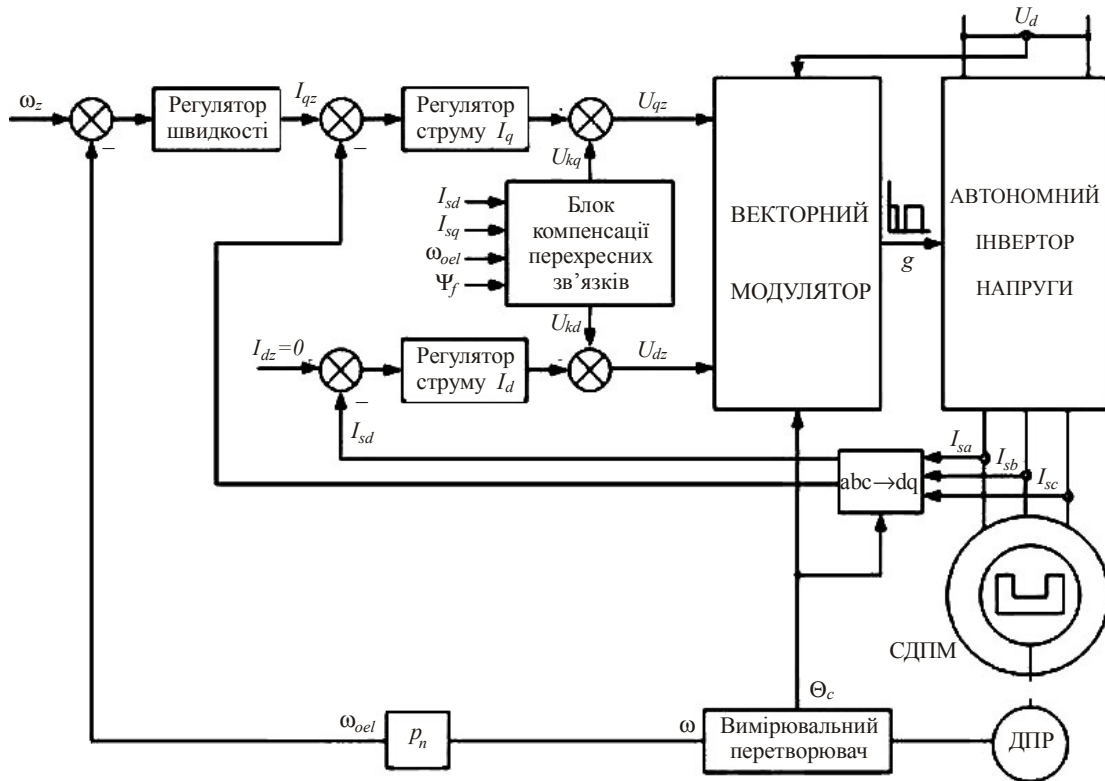 U_d
ω_z
Регулятор
швидкості
I_qz
Регулятор
струму I_q
U_qz
U_kq
I_sd
I_sq
ω_oel
Ψ_f
Блок
компенсації
перехресних
зв’язків
ВЕКТОРНИЙ
МОДУЛЯТОР
g
АВТОНОМНИЙ
ІНВЕРТОР
НАПРУГИ
U_kd
I_dz=0
Регулятор
струму I_d
U_dz
I_sd
abc→dq
I_sa
I_sb
I_sc
СДПМ
Θ_c
ω_oel
p_n
ω
Вимірювальний
перетворювач
ДПР